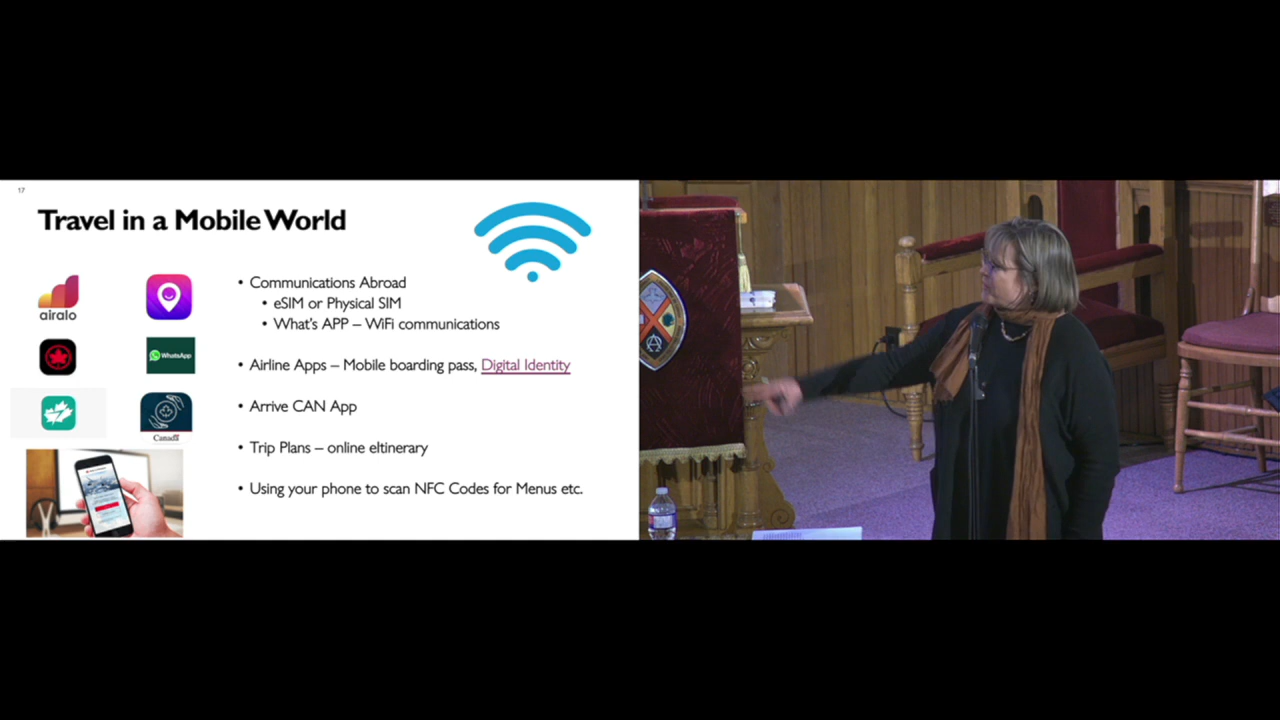 17
Travel in a Mobile World
airalo
WhatsApp
Canada
• Communications Abroad
• eSIM or Physical SIM
• What's APP – WiFi communications
• Airline Apps – Mobile boarding pass, Digital Identity
• Arrive CAN App
• Trip Plans – online eItinerary
• Using your phone to scan NFC Codes for Menus etc.